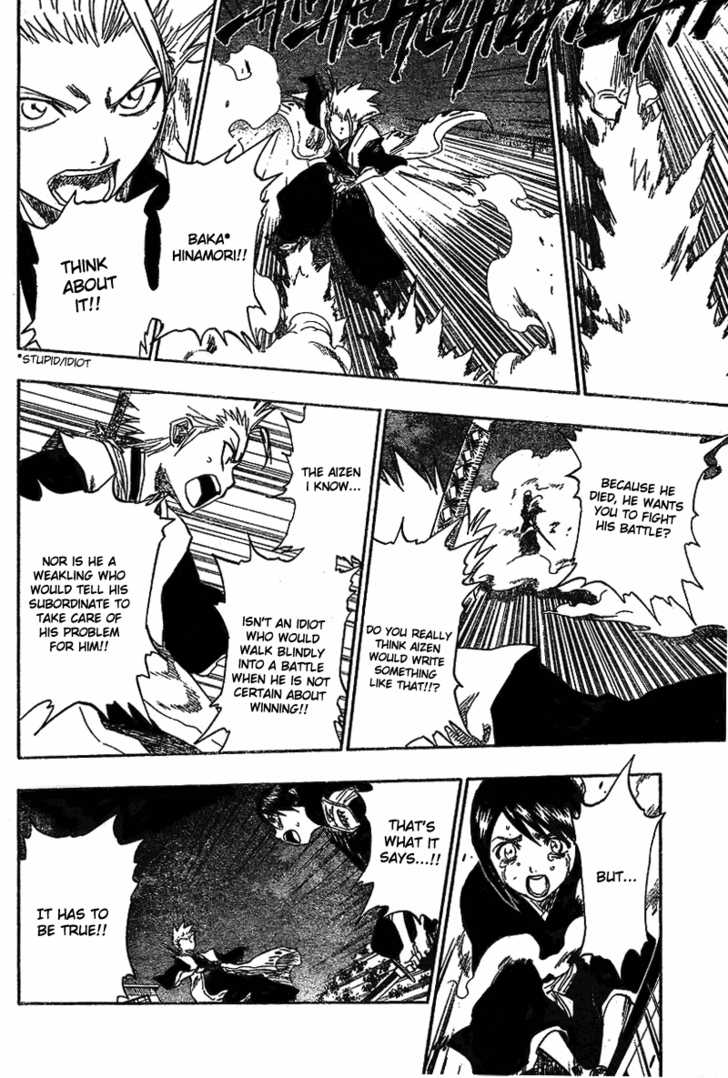 BAKA*
HINAMORI!!
THINK
ABOUT
IT!!
*STUPID/IDIOT
BECAUSE HE
DIED, HE WANTS
YOU TO FIGHT
HIS BATTLE?
DO YOU REALLY
THINK AIZEN
WOULD WRITE
SOMETHING
LIKE THAT!!?
THE AIZEN
I KNOW...
ISN'T AN IDIOT
WHO WOULD
WALK BLINDLY
INTO A BATTLE
WHEN HE IS NOT
CERTAIN ABOUT
WINNING!!
NOR IS HE A
WEAKLING WHO
WOULD TELL HIS
SUBORDINATE TO
TAKE CARE OF
HIS PROBLEM
FOR HIM!!
BUT...
THAT'S
WHAT IT
SAYS...!!
IT HAS TO
BE TRUE!!